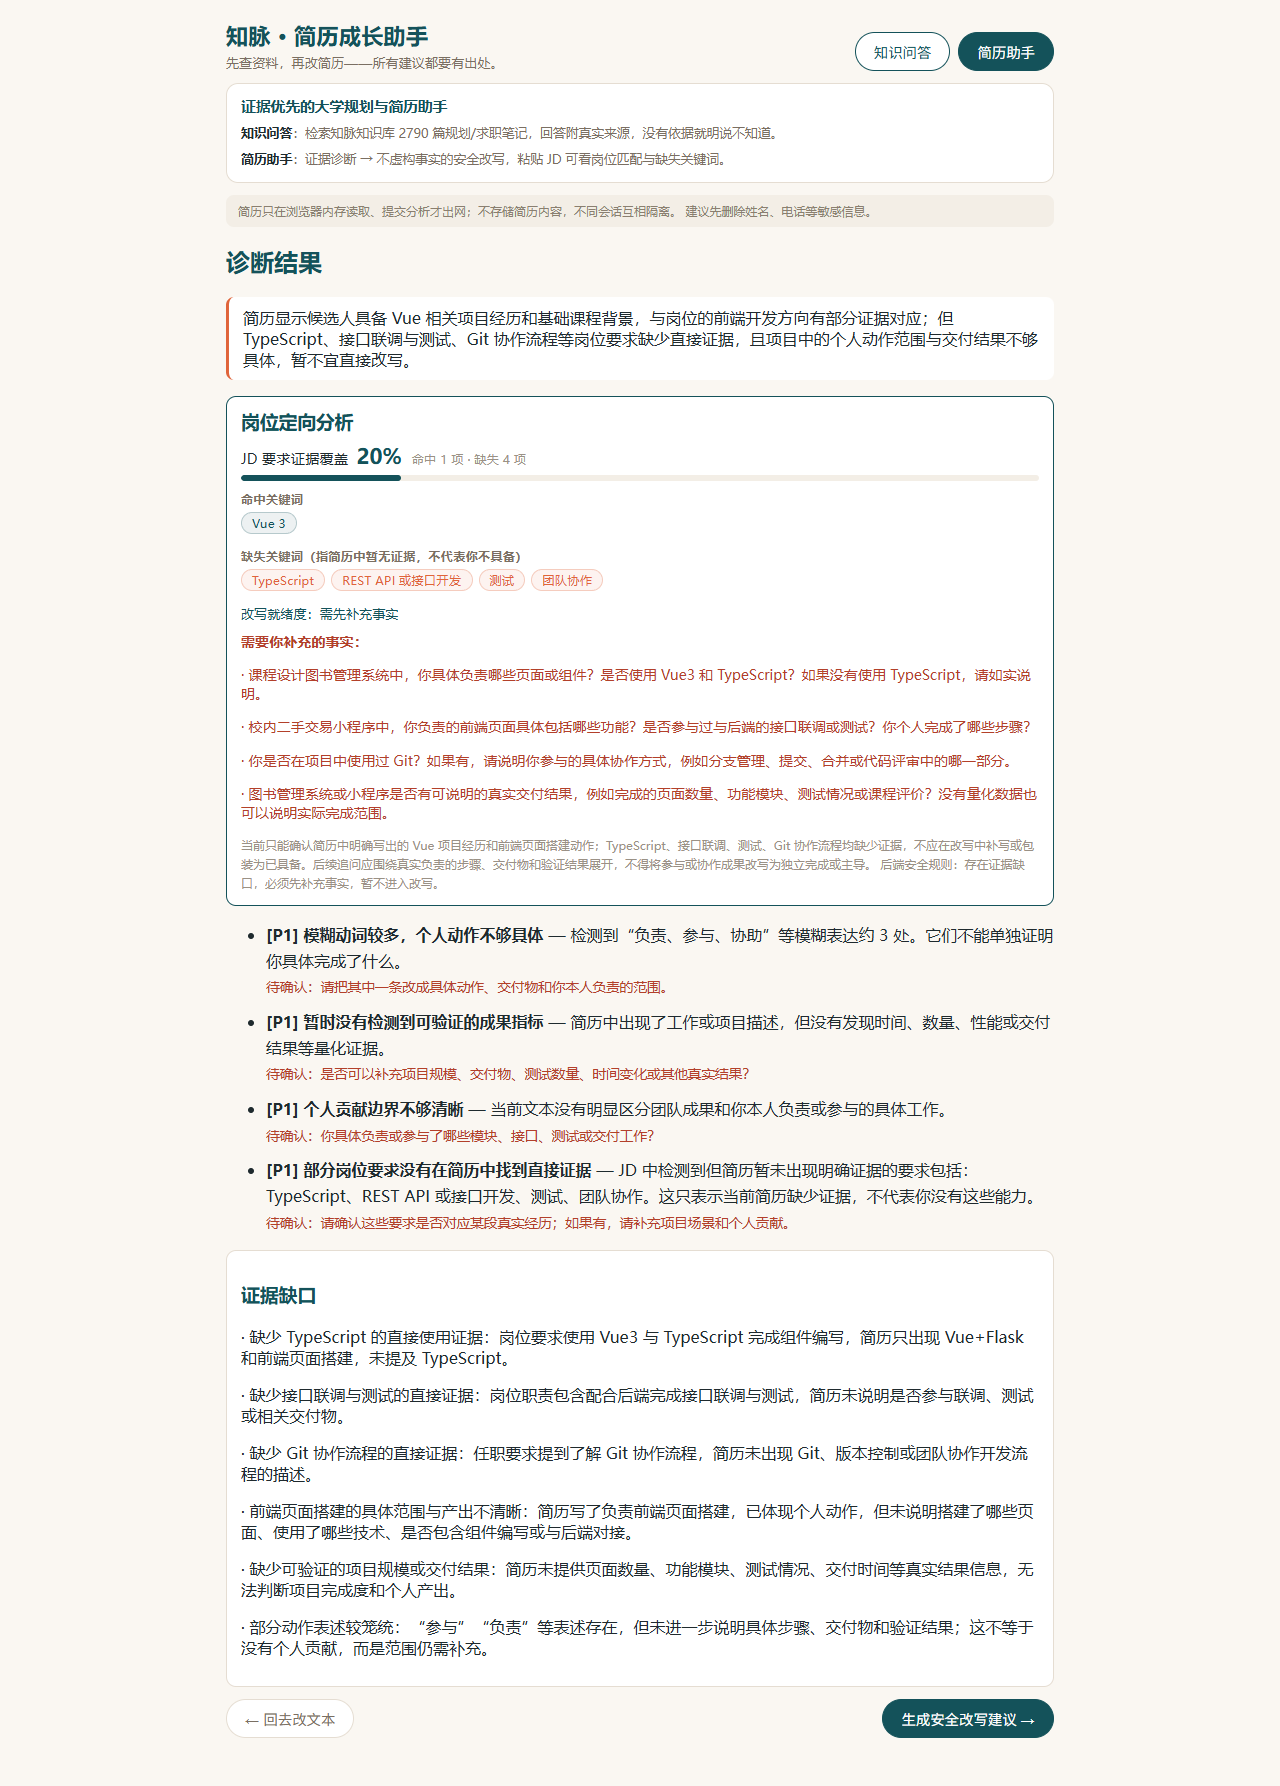 知脉・简历成长助手
先查资料，再改简历——所有建议都要有出处。
知识问答
简历助手
证据优先的大学规划与简历助手
知识问答：检索知脉知识库 2790 篇规划/求职笔记，回答附真实来源，没有依据就明说不知道。
简历助手：证据诊断 → 不虚构事实的安全改写，粘贴 JD 可看岗位匹配与缺失关键词。
简历只在浏览器内存读取、提交分析才出网；不存储简历内容，不同会话互相隔离。 建议先删除姓名、电话等敏感信息。
诊断结果
简历显示候选人具备 Vue 相关项目经历和基础课程背景，与岗位的前端开发方向有部分证据对应；但
TypeScript、接口联调与测试、Git 协作流程等岗位要求缺少直接证据，且项目中的个人动作范围与交付结果不够
具体，暂不宜直接改写。
岗位定向分析
JD 要求证据覆盖 20% 命中 1 项 · 缺失 4 项
命中关键词
Vue 3
缺失关键词（指简历中暂无证据，不代表你不具备）
TypeScript
REST API 或接口开发
测试
团队协作
改写就绪度：需先补充事实
需要你补充的事实：
· 课程设计图书管理系统中，你具体负责哪些页面或组件？是否使用 Vue3 和 TypeScript？如果没有使用 TypeScript，请如实说
明。
· 校内二手交易小程序中，你负责的前端页面具体包括哪些功能？是否参与过与后端的接口联调或测试？你个人完成了哪些步骤？
· 你是否在项目中使用过 Git？如果有，请说明你参与的具体协作方式，例如分支管理、提交、合并或代码评审中的哪一部分。
· 图书管理系统或小程序是否有可说明的真实交付结果，例如完成的页面数量、功能模块、测试情况或课程评价？没有量化数据也
可以说明实际完成范围。
当前只能确认简历中明确写出的 Vue 项目经历和前端页面搭建动作；TypeScript、接口联调、测试、Git 协作流程均缺少证据，不应在改写中补写或包
装为已具备。后续追问应围绕真实负责的步骤、交付物和验证结果展开，不得将参与或协作成果改写为独立完成或主导。 后端安全规则：存在证据缺
口，必须先补充事实，暂不进入改写。
• [P1] 模糊动词较多，个人动作不够具体 — 检测到“负责、参与、协助”等模糊表达约 3 处。它们不能单独证明
你具体完成了什么。
待确认：请把其中一条改成具体动作、交付物和你本人负责的范围。
• [P1] 暂时没有检测到可验证的成果指标 — 简历中出现了工作或项目描述，但没有发现时间、数量、性能或交付
结果等量化证据。
待确认：是否可以补充项目规模、交付物、测试数量、时间变化或其他真实结果？
• [P1] 个人贡献边界不够清晰 — 当前文本没有明显区分团队成果和你本人负责或参与的具体工作。
待确认：你具体负责或参与了哪些模块、接口、测试或交付工作？
• [P1] 部分岗位要求没有在简历中找到直接证据 — JD 中检测到但简历暂未出现明确证据的要求包括：
TypeScript、REST API 或接口开发、测试、团队协作。这只表示当前简历缺少证据，不代表你没有这些能力。
待确认：请确认这些要求是否对应某段真实经历；如果有，请补充项目场景和个人贡献。
证据缺口
· 缺少 TypeScript 的直接使用证据：岗位要求使用 Vue3 与 TypeScript 完成组件编写，简历只出现 Vue+Flask
和前端页面搭建，未提及 TypeScript。
· 缺少接口联调与测试的直接证据：岗位职责包含配合后端完成接口联调与测试，简历未说明是否参与联调、测试
或相关交付物。
· 缺少 Git 协作流程的直接证据：任职要求提到了解 Git 协作流程，简历未出现 Git、版本控制或团队协作开发流
程的描述。
· 前端页面搭建的具体范围与产出不清晰：简历写了负责前端页面搭建，已体现个人动作，但未说明搭建了哪些页
面、使用了哪些技术、是否包含组件编写或与后端对接。
· 缺少可验证的项目规模或交付结果：简历未提供页面数量、功能模块、测试情况、交付时间等真实结果信息，无
法判断项目完成度和个人产出。
· 部分动作表述较笼统：“参与”“负责”等表述存在，但未进一步说明具体步骤、交付物和验证结果；这不等于
没有个人贡献，而是范围仍需补充。
← 回去改文本
生成安全改写建议 →